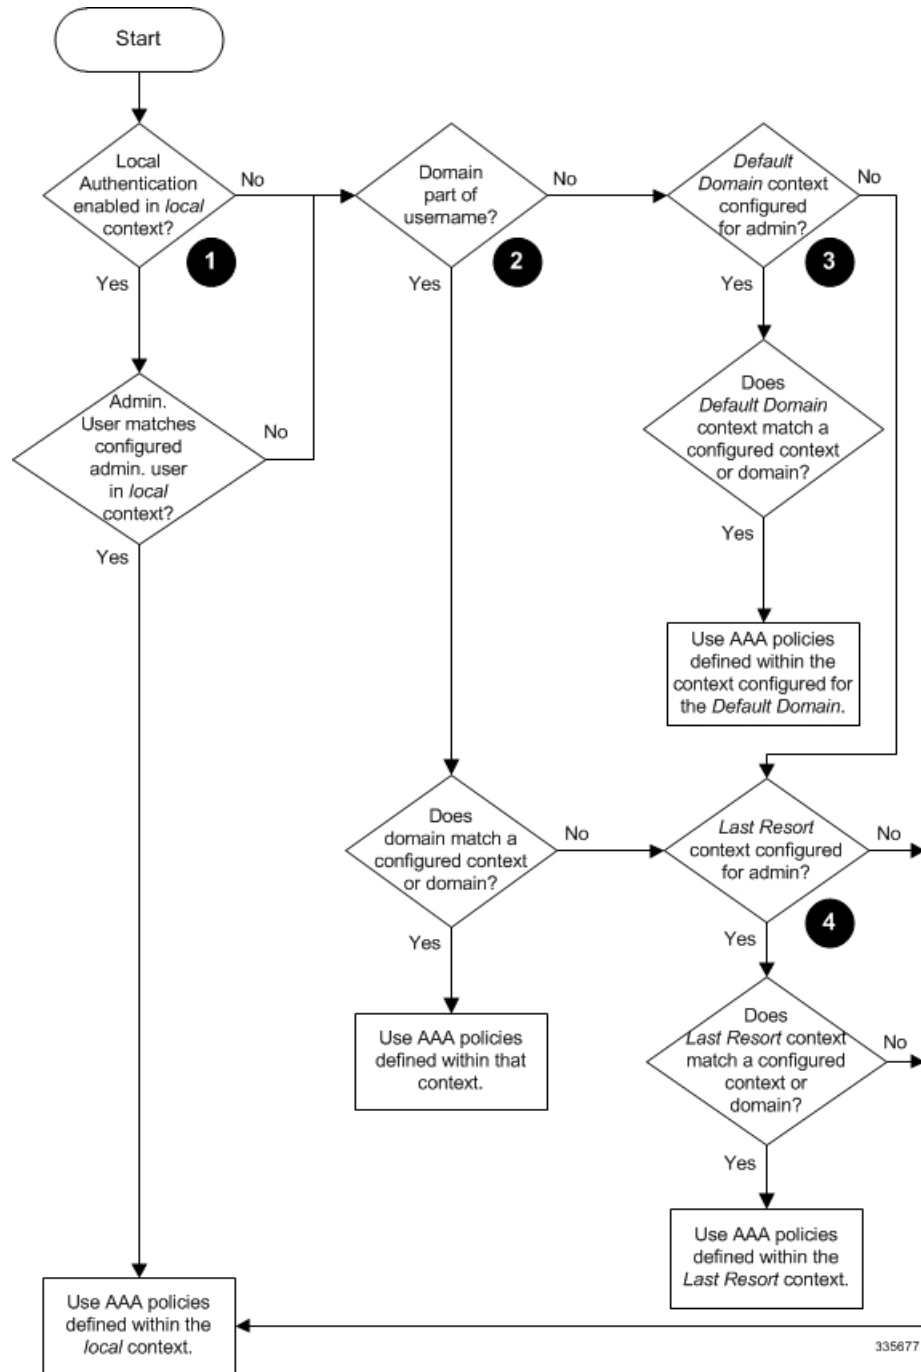 Start
Local
Authentication
enabled in local
context?
No
1
Yes
Domain
part of
username?
No
2
Yes
Default
Domain context
configured
for admin?
No
3
Yes
Admin.
User matches
configured
admin. user
in local
context?
No
Yes
Does
Default Domain
context match a
configured context
or domain?
Yes
Use AAA policies
defined within the
context configured for
the Default Domain.
Does
domain match a
configured context
or domain?
No
Yes
Last Resort
context configured
for admin?
No
4
Yes
Use AAA policies
defined within that
context.
Does
Last Resort context
match a configured
context or
domain?
No
Yes
Use AAA policies
defined within the
Last Resort context.
Use AAA policies
defined within the
local context.
335677